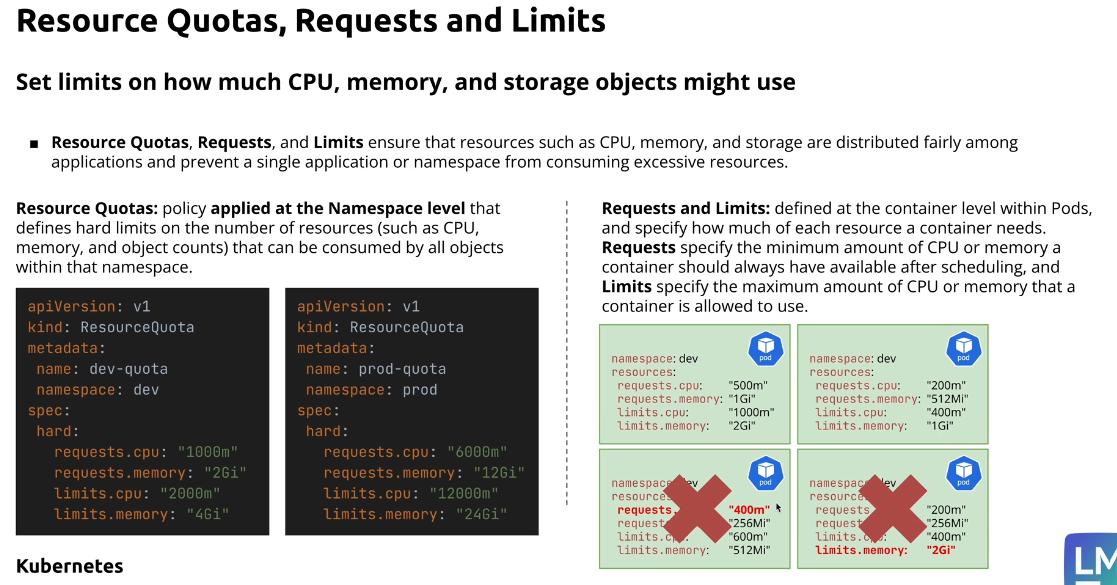 Resource Quotas, Requests and Limits
Set limits on how much CPU, memory, and storage objects might use
▪ Resource Quotas, Requests, and Limits ensure that resources such as CPU, memory, and storage are distributed fairly among
applications and prevent a single application or namespace from consuming excessive resources.
Resource Quotas: policy applied at the Namespace level that
defines hard limits on the number of resources (such as CPU,
memory, and object counts) that can be consumed by all objects
within that namespace.
apiVersion: v1
kind: ResourceQuota
metadata:
name: dev-quota
namespace: dev
spec:
hard:
requests.cpu: "1000m"
requests.memory: "2Gi"
limits.cpu: "2000m"
limits.memory: "4Gi"
apiVersion: v1
kind: ResourceQuota
metadata:
name: prod-quota
namespace: prod
spec:
hard:
requests.cpu: "6000m"
requests.memory: "12Gi"
limits.cpu: "12000m"
limits.memory: "24Gi"
Requests and Limits: defined at the container level within Pods,
and specify how much of each resource a container needs.
Requests specify the minimum amount of CPU or memory a
container should always have available after scheduling, and
Limits specify the maximum amount of CPU or memory that a
container is allowed to use.
pod
namespace: dev
resources:
requests.cpu: "500m"
requests.memory: "1Gi"
limits.cpu: "1000m"
limits.memory: "2Gi"
pod
namespace: dev
resources:
requests.cpu: "200m"
requests.memory: "512Mi"
limits.cpu: "400m"
limits.memory: "1Gi"
pod
"400m"
"256Mi"
"600m"
limits.memory: "512Mi"
pod
"200m"
"256Mi"
"400m"
limits.memory: "2Gi"
Kubernetes
LM